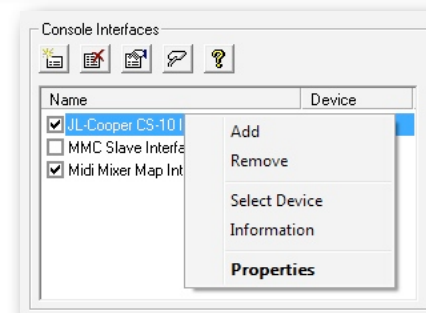 Console Interfaces
Name Device
JL-Cooper CS-10 I
MMC Slave Interfa
Midi Mixer Map Int
Add
Remove
Select Device
Information
Properties